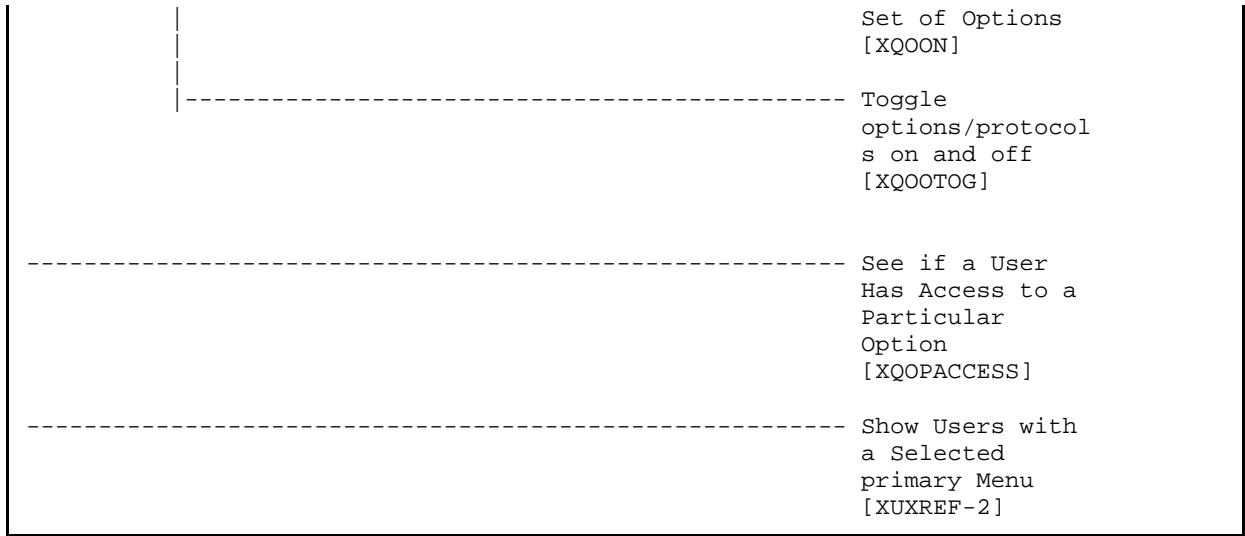 Set of Options
[XQOON]
|---------------------------------------------- Toggle
options/protocol
s on and off
[XQOOTOG]
--------------------------------------------------------- See if a User
Has Access to a
Particular
Option
[XQOPACCESS]
--------------------------------------------------------- Show Users with
a Selected
primary Menu
[XUXREF-2]